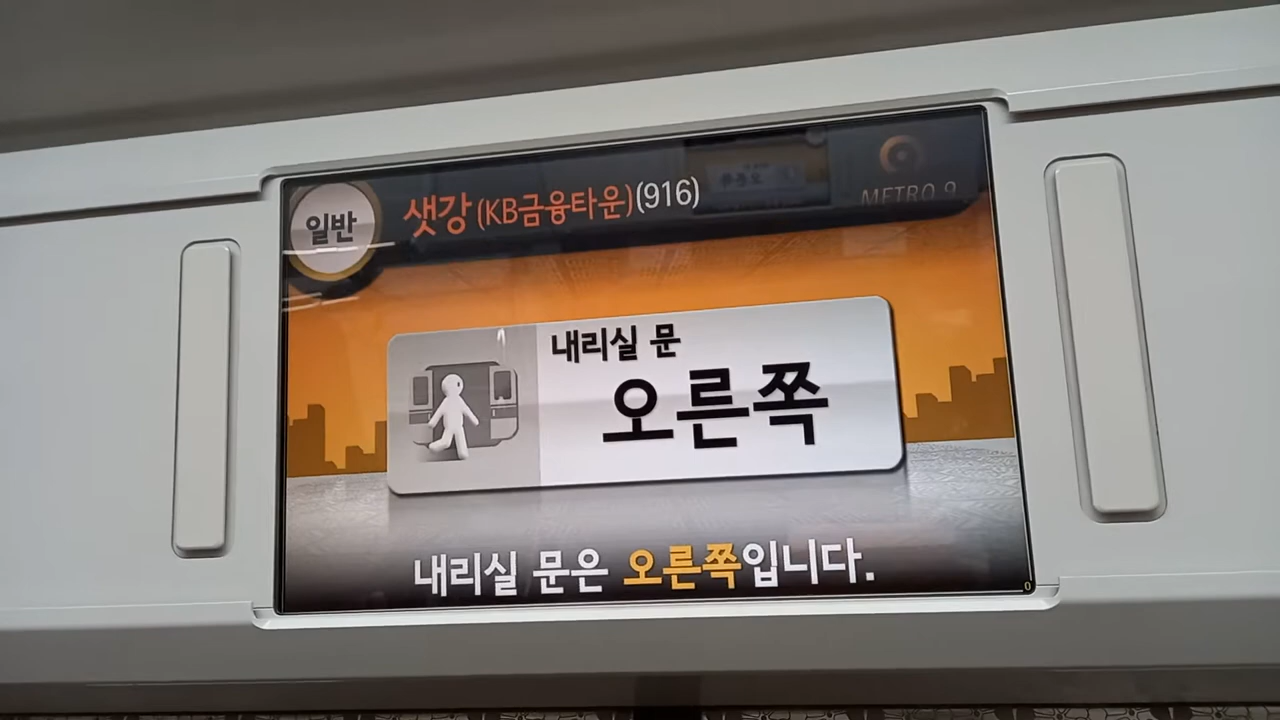 일반
샛강(KB금융타운)(916)
METRO 9
내리실 문
오른쪽
내리실 문은 오른쪽입니다.
0